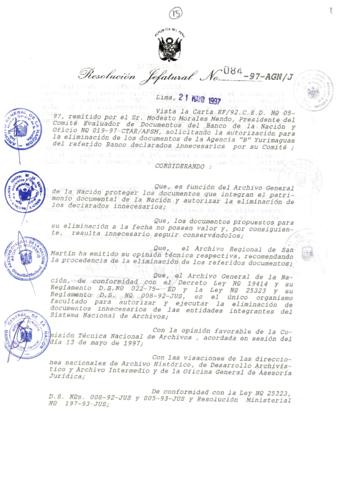 15
REPUBLICA DEL PERU
Resolución Jefatural No. 084-97-AGN/J
Lima, 21 MAYO 1997
Vista la Carta EF/92.C.E.D. Nº 05-
97, remitido por el Sr. Modesto Morales Mando, Presidente del
Comité Evaluador de Documentos del Banco de la Nación y
Oficio Nº 019-97-CTAR/APSM, solicitando la autorización para
la eliminación de los documentos de la Agencia "B" Yurimaguas
del referido Banco declarados innecesarios por su Comité;
CONSIDERANDO:
Que, es función del Archivo General
de la Nación proteger los documentos que integran el patri-
monio documental de la Nación y autorizar la eliminación de
los declarados innecesarios;
Que, los documentos propuestos para
su eliminación a la fecha no poseen valor y, por consiguien-
te, resulta innecesario seguir conservándolos;
Que, el Archivo Regional de San
Martín ha emitido su opinión técnica respectiva, recomendando
la procedencia de la eliminación de los referidos documentos;
Que, el Archivo General de la Na-
ción, de conformidad con el Decreto Ley Nº 19414 y su
Reglamento D.S.Nº 022-75- ED y la Ley Nº 25323 y su
Reglamento D.S. Nº 008-92-JUS, es el único organismo
facultado para autorizar y ejecutar la eliminación de
documentos innecesarios de las entidades integrantes del
Sistema Nacional de Archivos;
Con la opinión favorable de la Co-
misión Técnica Nacional de Archivos, acordada en sesión del
día 13 de mayo de 1997;
Con las visaciones de las direccio-
nes nacionales de Archivo Histórico, de Desarrollo Archivís-
tico y Archivo Intermedio y de la Oficina General de Asesoría
Jurídica;
De conformidad con la Ley Nº 25323,
D.S. NQs. 008-92-JUS y 005-93-JUS y Resolución Ministerial
Nº 197-93-JUS;